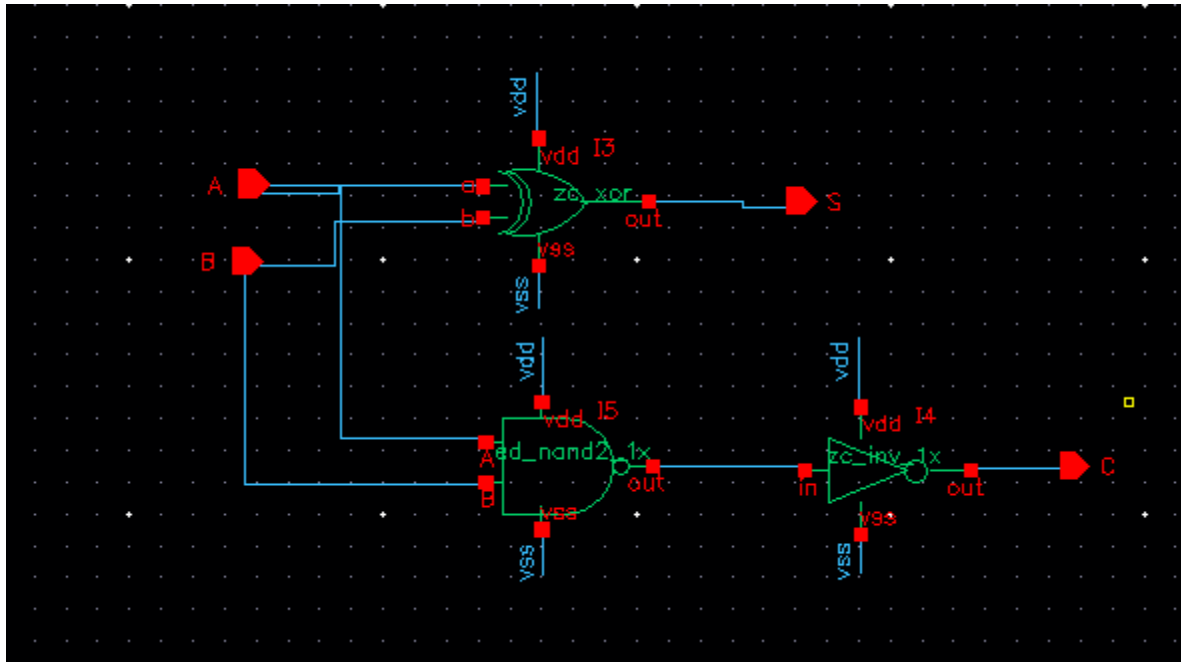 vdd
vdd I3
A
a
zc_xor
b
out
S
vss
B
vss
vdd
vdd
vdd I5
vdd I4
A
ed_nand2_1x
zc_inv_1x
out
in
out
C
B
vss
vss
vss
vss